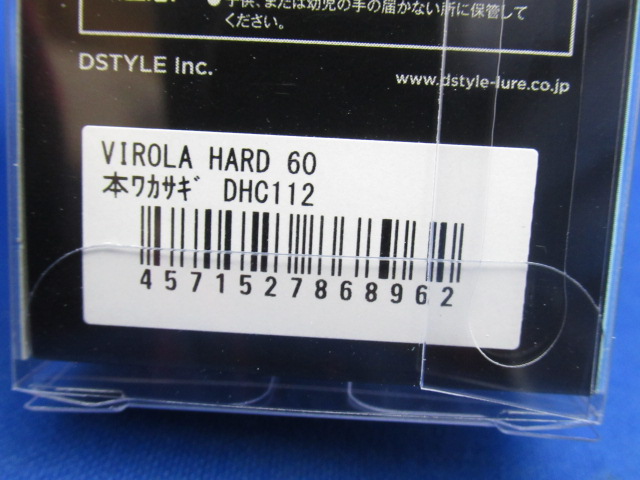 ●子供、または幼児の手の届かない所に保管して
ください。
DSTYLE Inc.
www.dstyle-lure.co.jp
VIROLA HARD 60
本ﾜｶｻｷﾞ DHC112
4571527868962